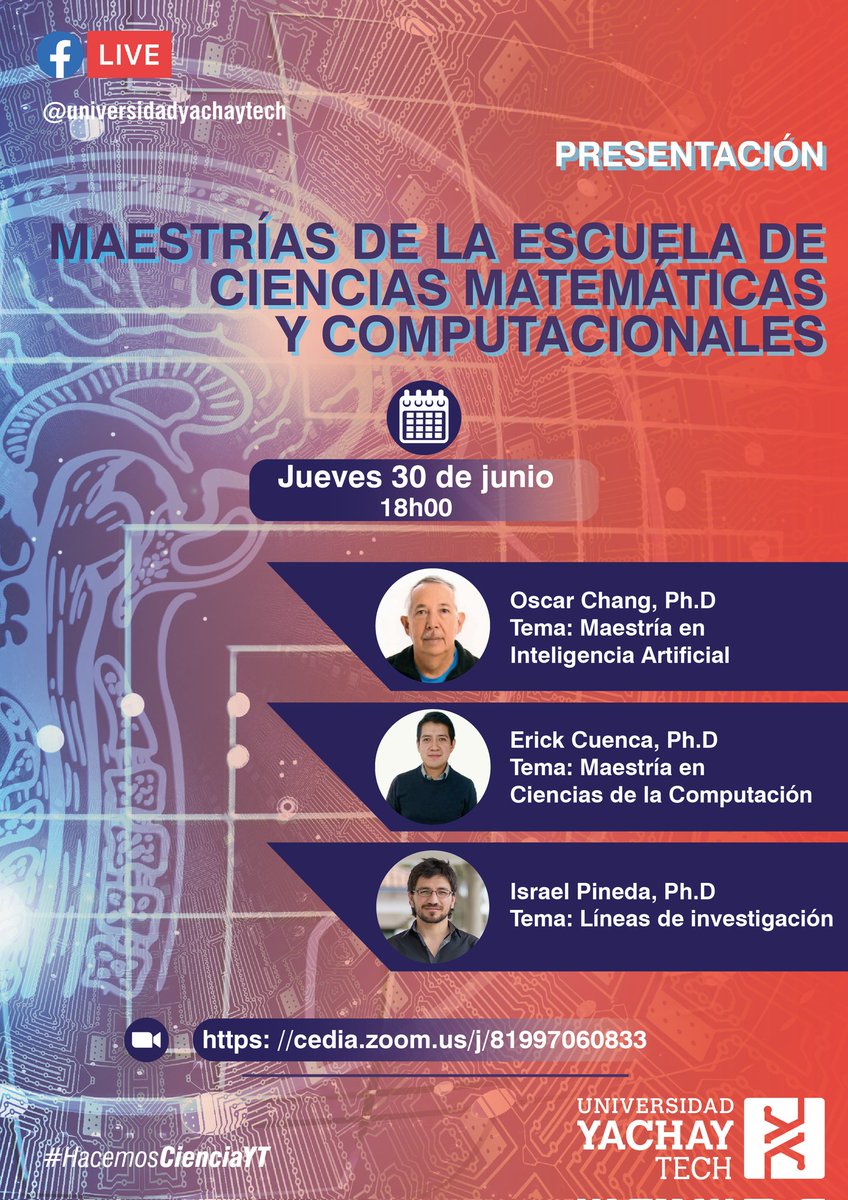 LIVE
@universidadyachaytech
PRESENTACIÓN
MAESTRÍAS DE LA ESCUELA DE
CIENCIAS MATEMÁTICAS
Y COMPUTACIONALES
Jueves 30 de junio
18h00
Oscar Chang, Ph.D
Tema: Maestría en
Inteligencia Artificial
Erick Cuenca, Ph.D
Tema: Maestría en
Ciencias de la Computación
Israel Pineda, Ph.D
Tema: Líneas de investigación
https: //cedia.zoom.us/j/81997060833
#HacemosCienciaYT
UNIVERSIDAD
YACHAY
TECH